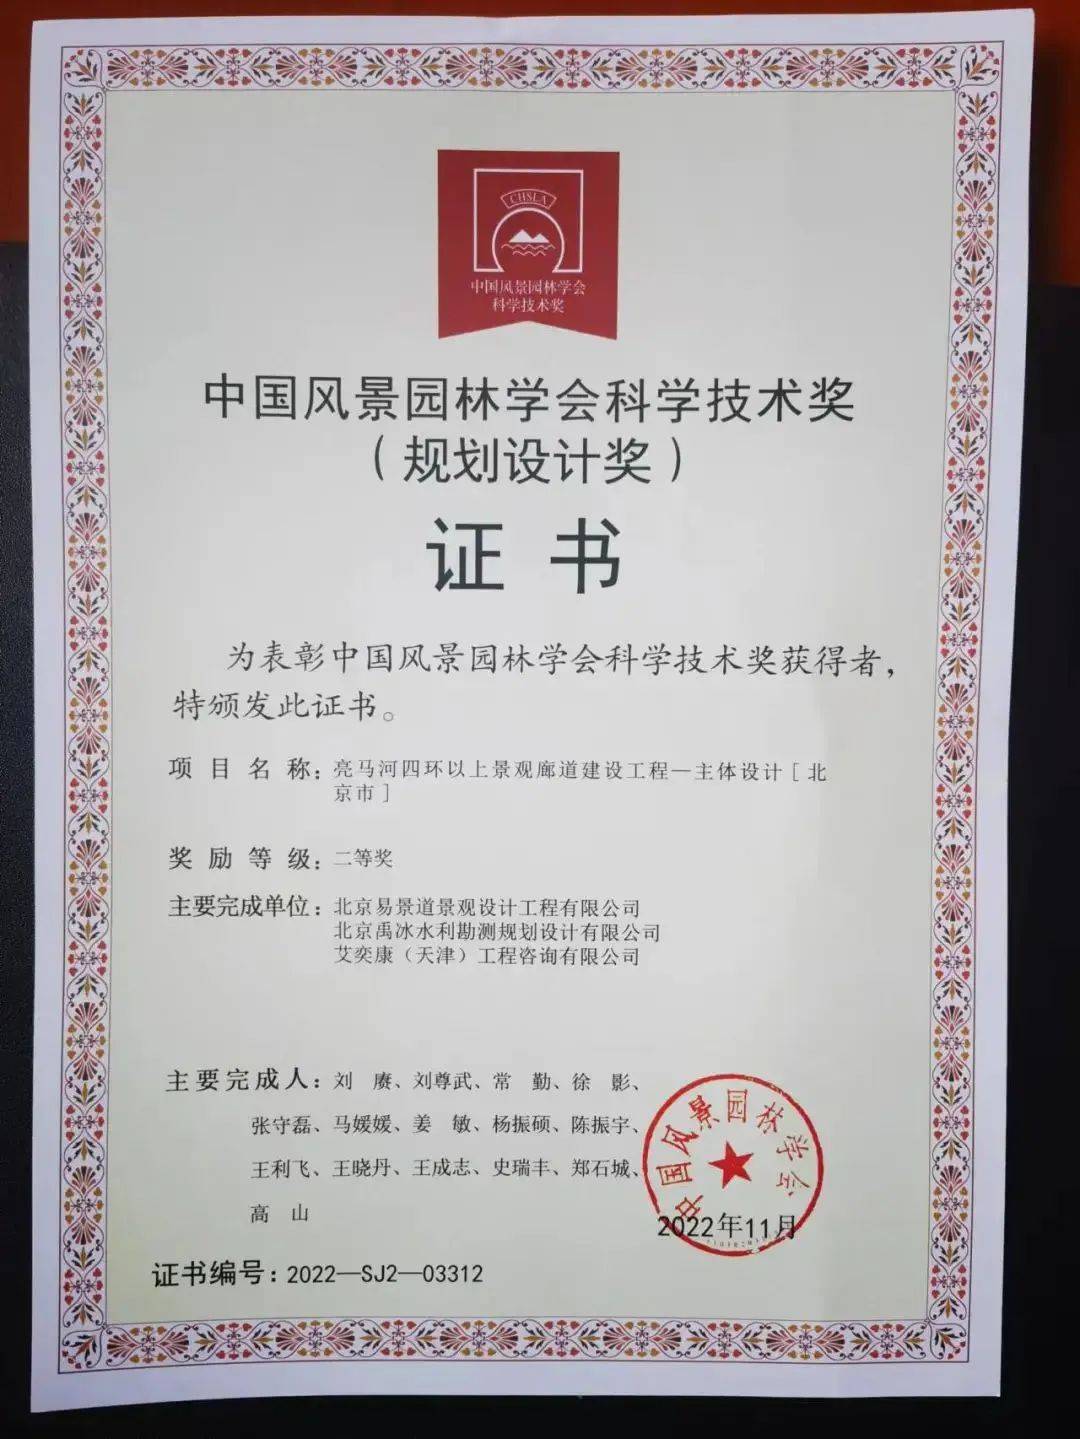 CHSLA
中国风景园林学会
科学技术奖
中国风景园林学会科学技术奖
（规划设计奖）
证 书
为表彰中国风景园林学会科学技术奖获得者，
特颁发此证书。
项 目 名 称：亮马河四环以上景观廊道建设工程—主体设计［北
京市］
奖 励 等 级：二等奖
主要完成单位：北京易景道景观设计工程有限公司
北京禹冰水利勘测规划设计有限公司
艾奕康（天津）工程咨询有限公司
主要完成人：刘　赓、刘尊武、常　勤、徐　影、
张守磊、马媛媛、姜　敏、杨振硕、陈振宇、
王利飞、王晓丹、王成志、史瑞丰、郑石城、
高　山
中国风景园林学会
2022年11月
证书编号：2022—SJ2—03312